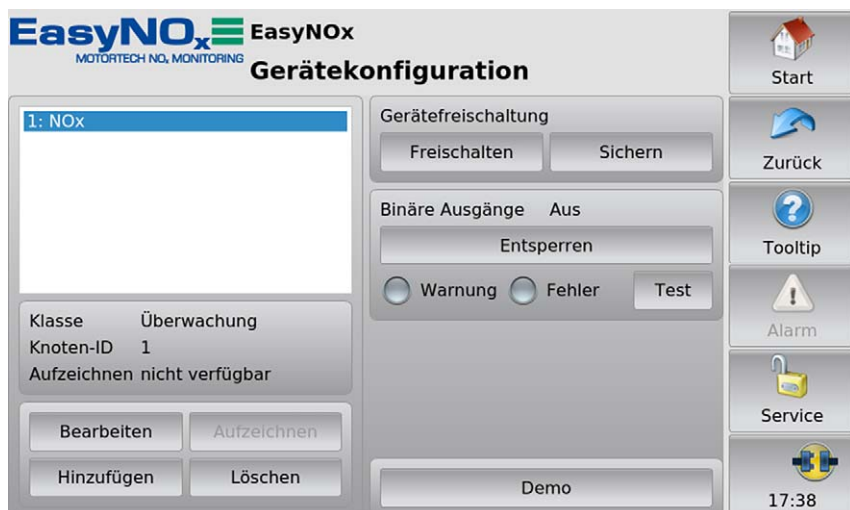 EasyNOx
MOTORTECH NOx MONITORING
EasyNOx
Gerätekonfiguration
1: NOx
Klasse Überwachung
Knoten-ID 1
Aufzeichnen nicht verfügbar
Bearbeiten Aufzeichnen
Hinzufügen Löschen
Gerätefreischaltung
Freischalten Sichern
Binäre Ausgänge Aus
Entsperren
Warnung Fehler Test
Demo
Start
Zurück
Tooltip
Alarm
Service
17:38